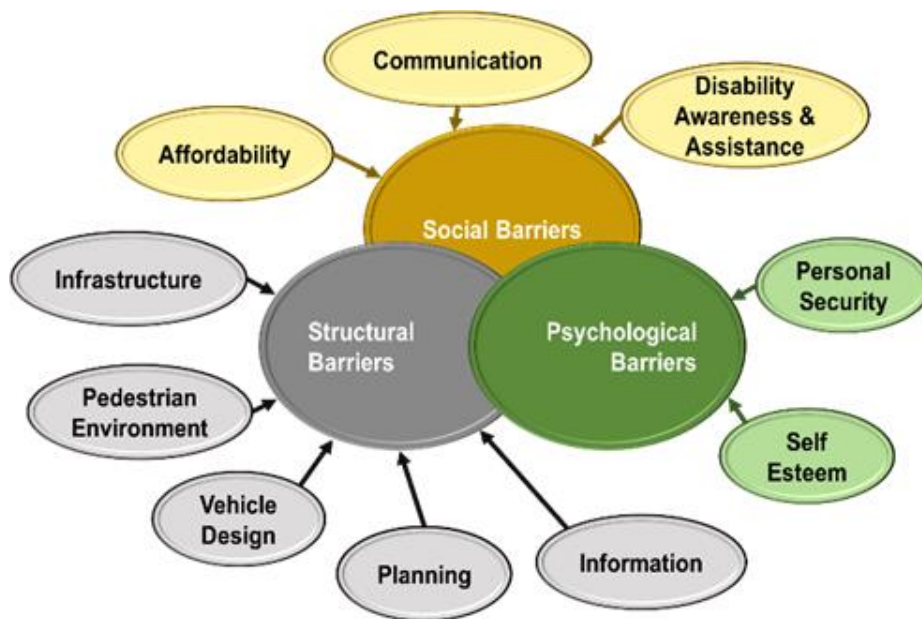 Communication
Disability
Awareness &
Assistance
Affordability
Social Barriers
Infrastructure
Personal
Security
Structural
Barriers
Psychological
Barriers
Pedestrian
Environment
Self
Esteem
Vehicle
Design
Planning
Information